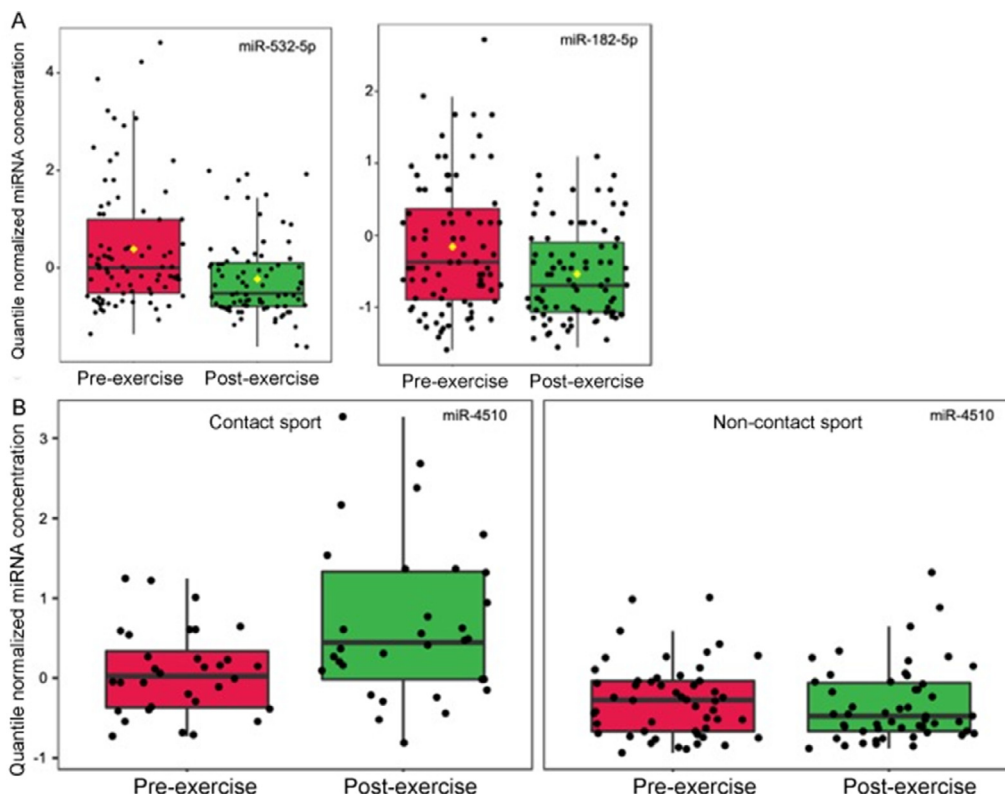 A
miR-532-5p
miR-182-5p
Quantile normalized miRNA concentration
4
2
0
2
1
0
-1
Pre-exercise Post-exercise
Pre-exercise Post-exercise
B
Contact sport
miR-4510
Non-contact sport
miR-4510
Quantile normalized miRNA concentration
3
2
1
0
-1
Pre-exercise Post-exercise
Pre-exercise Post-exercise